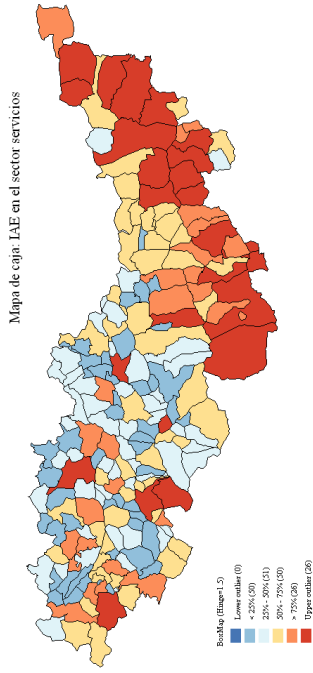 Mapa de caja: IAE en el sector servicios
BoxMap (Hinge=1.5)
Lower outlier (0)
< 25% (50)
25% - 50% (51)
50% - 75% (50)
> 75% (26)
Upper outlier (26)